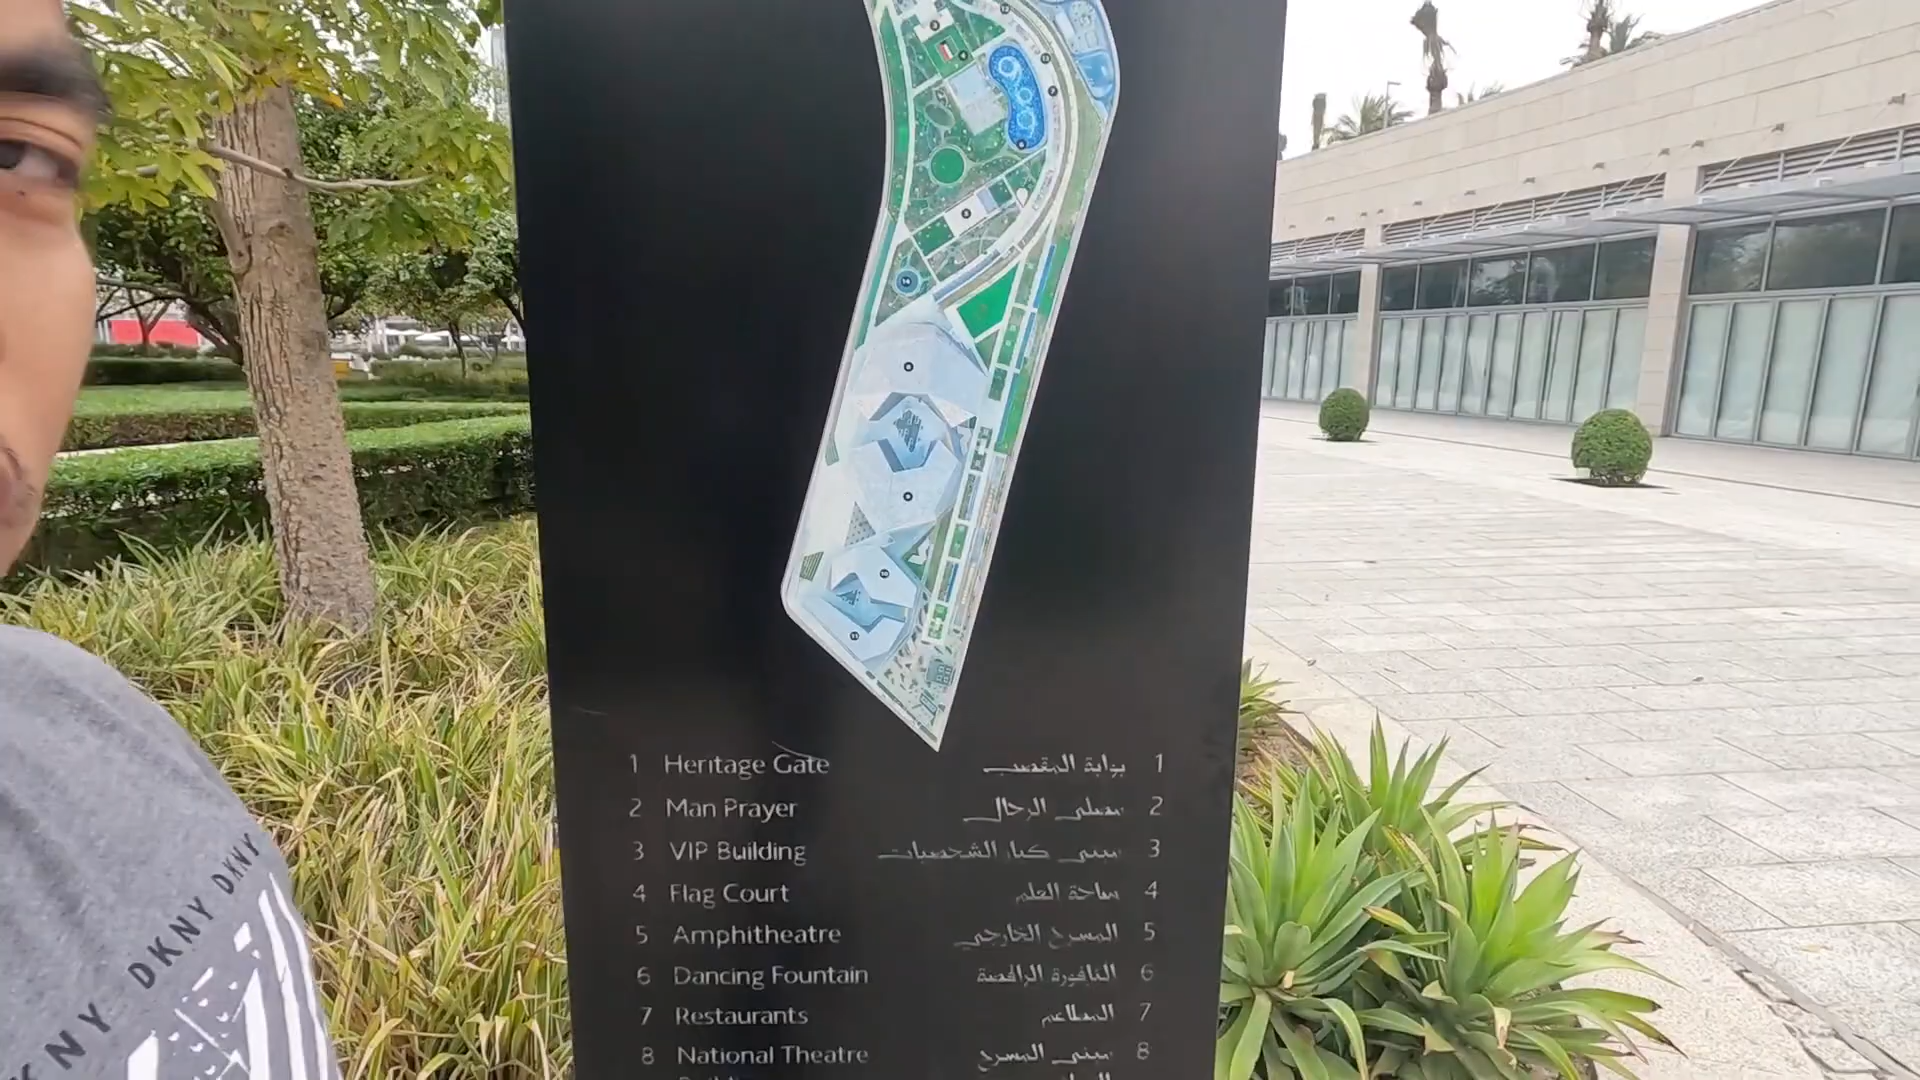 1 Heritage Gate بوابة المقصب 1
2 Man Prayer مصلى الرجال 2
3 VIP Building مبنى كبار الشخصيات 3
4 Flag Court ساحة العلم 4
5 Amphitheatre المسرح الخارجي 5
6 Dancing Fountain النافورة الراقصة 6
7 Restaurants المطاعم 7
8 National Theatre مبنى المسرح 8
DKNY DKNY